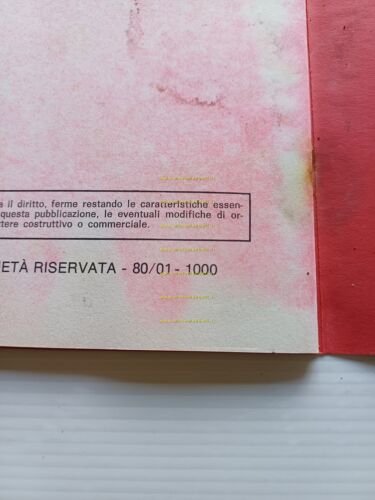 a il diritto, ferme restando le caratteristiche essen-
questa pubblicazione, le eventuali modifiche di or-
ttere costruttivo o commerciale.
ETÀ RISERVATA - 80/01 - 1000